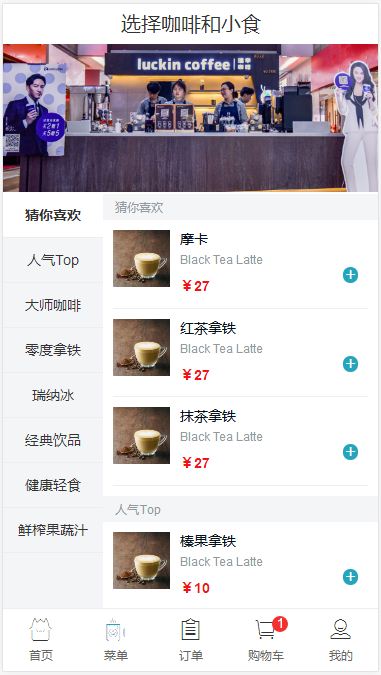 选择咖啡和小食
luckin coffee
猜你喜欢
人气Top
大师咖啡
零度拿铁
瑞纳冰
经典饮品
健康轻食
鲜榨果蔬汁
猜你喜欢
摩卡
Black Tea Latte
￥27
红茶拿铁
Black Tea Latte
￥27
抹茶拿铁
Black Tea Latte
￥27
人气Top
榛果拿铁
Black Tea Latte
￥10
首页
菜单
订单
购物车
1
我的